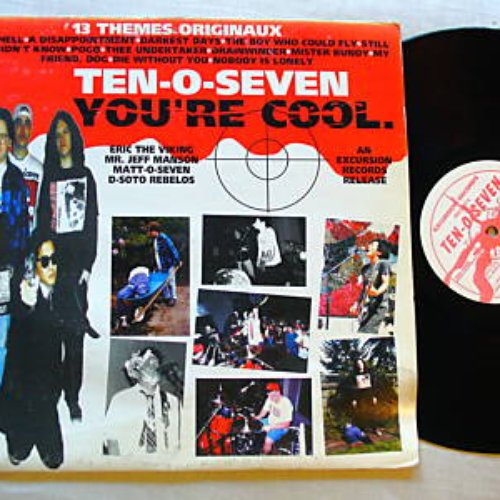 13 THEMES ORIGINAUX
HELL•A DISAPPOINTMENT•DARKEST DAYS•THE BOY WHO COULD FLY•STILL
DIDN'T KNOW•POGO•THEE UNDERTAKER•DRAINWINDER•MISTER BUNDY•MY
FRIEND, DOG•DIE WITHOUT YOU•NOBODY IS LONELY
TEN-O-SEVEN
YOU'RE COOL.
ERIC THE VIKING
MR. JEFF MANSON
MATT-O-SEVEN
D-SOTO REBELOS
AN
EXCURSION
RECORDS
RELEASE
TEN-O-SEVEN